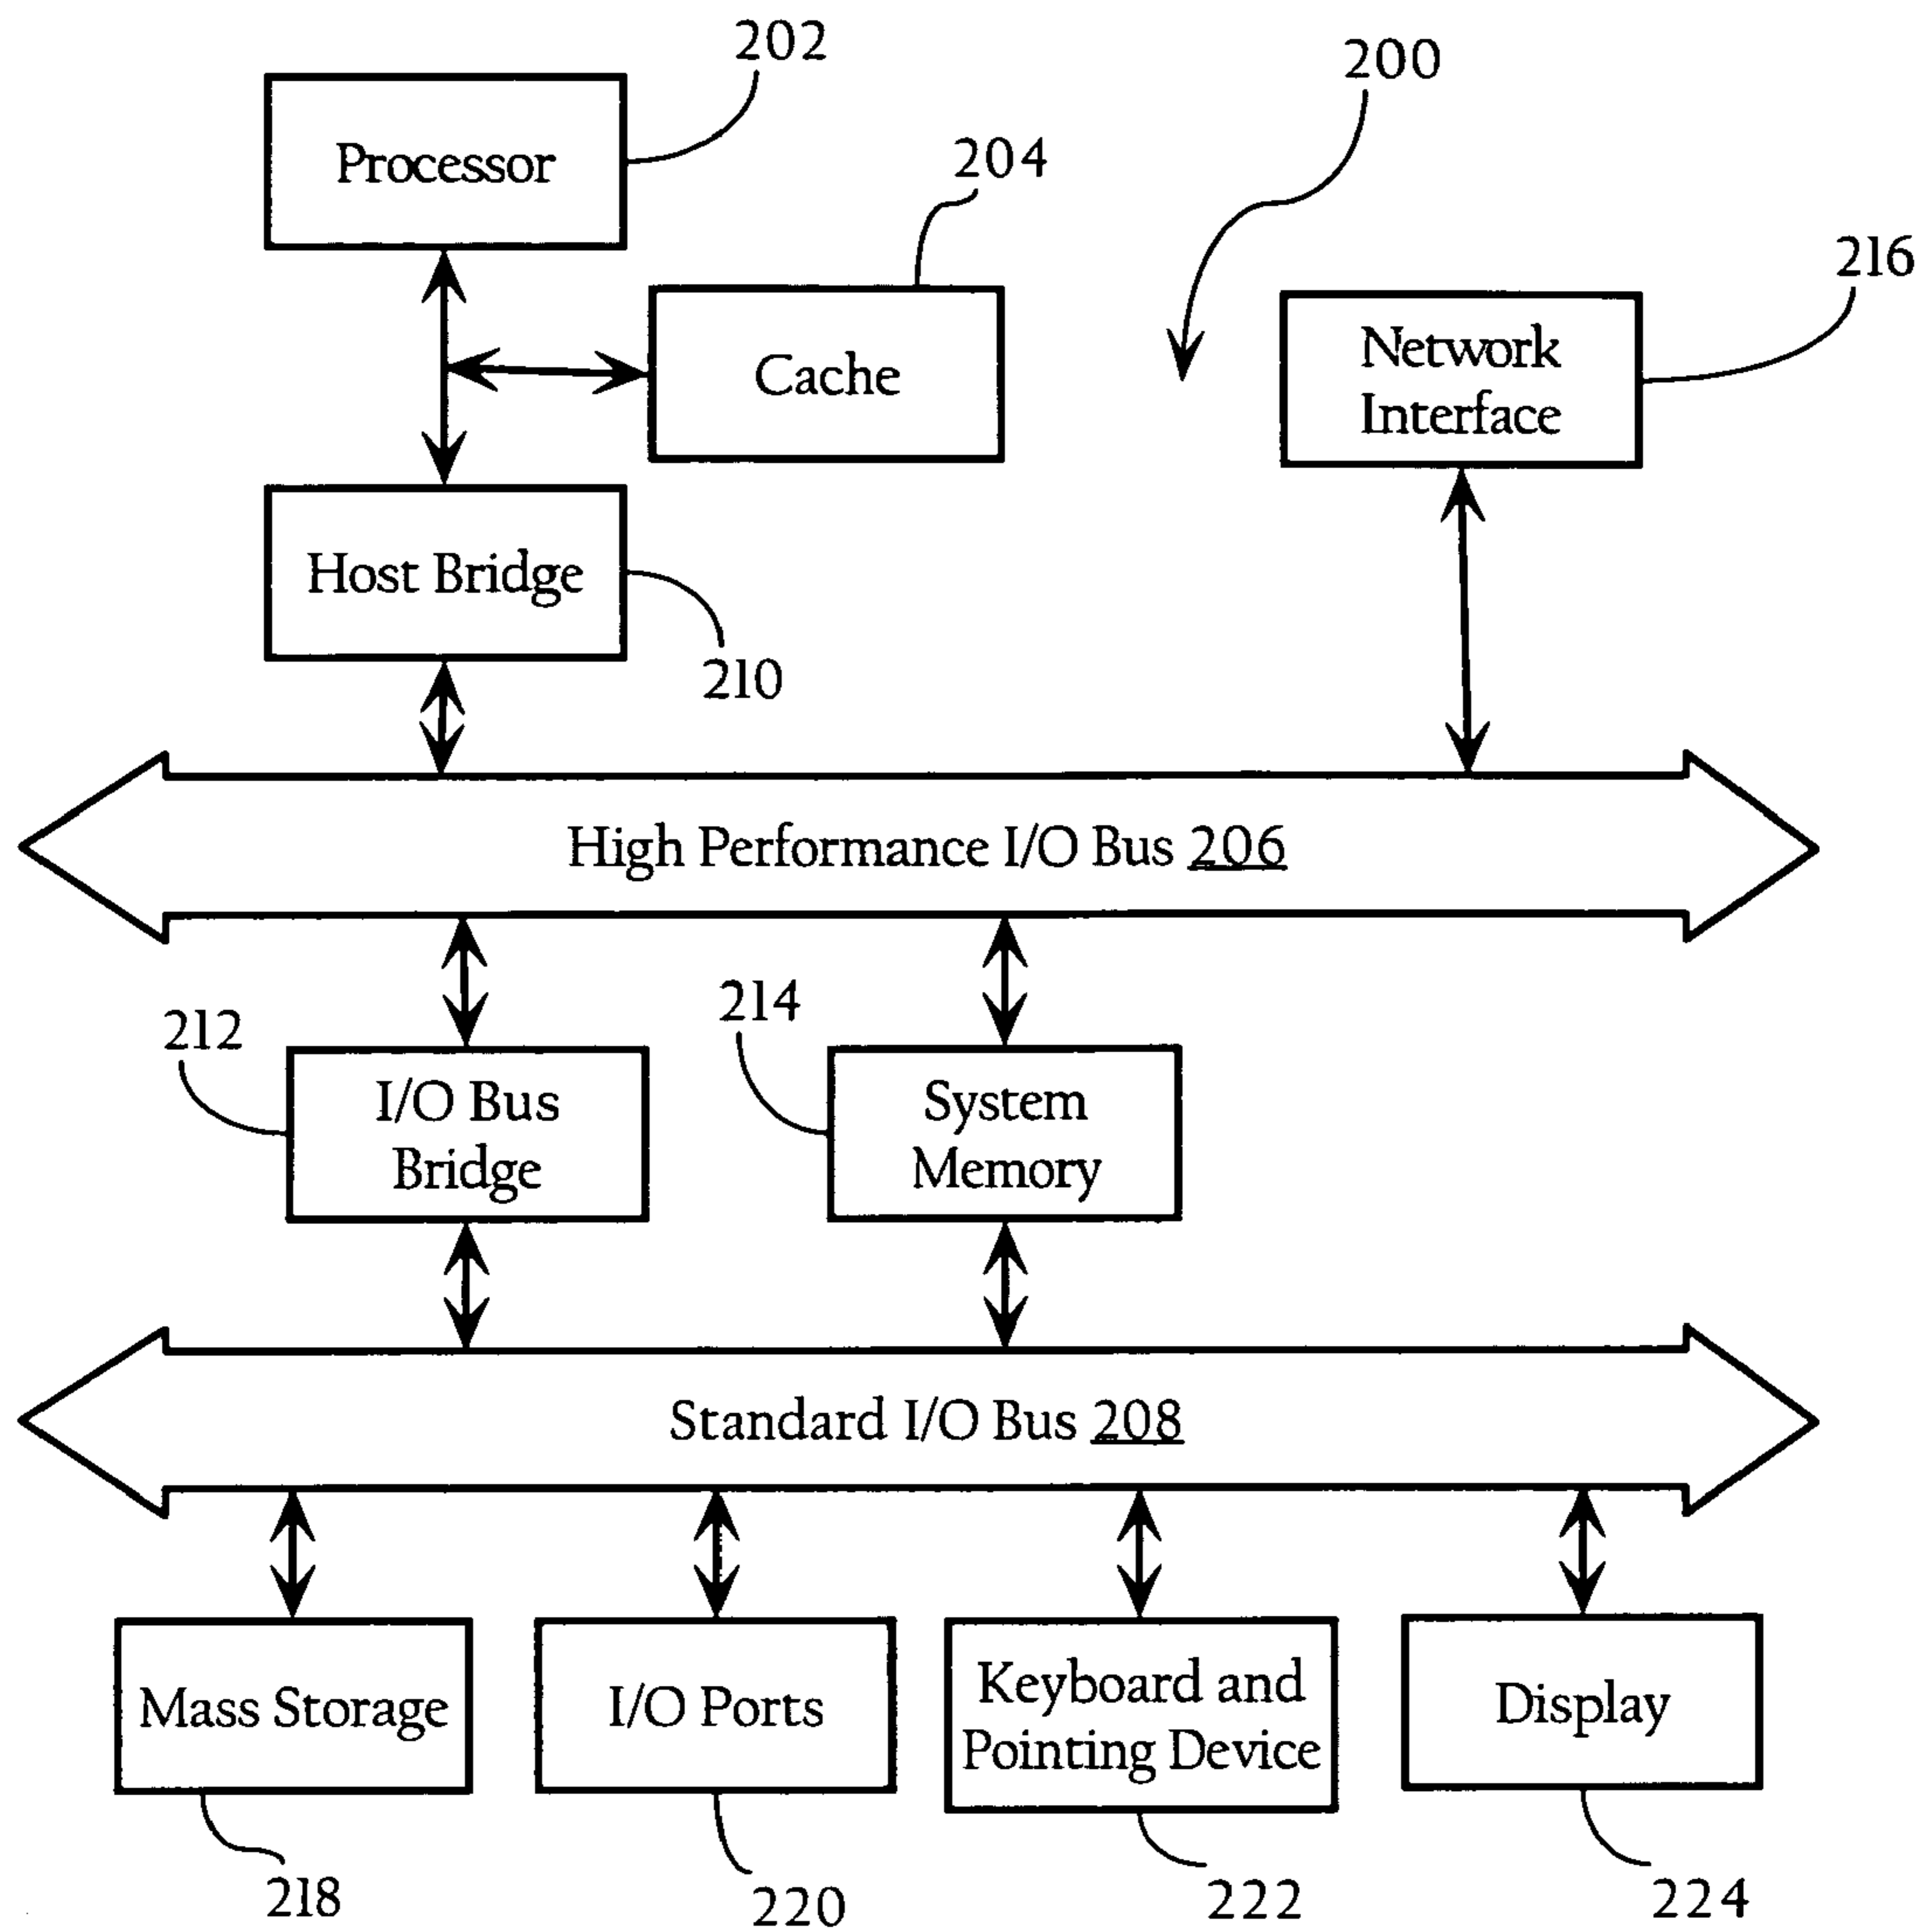 202
200
Processor
204
216
Network
Interface
Cache
Host Bridge
210
High Performance I/O Bus 206
212
214
I/O Bus
Bridge
System
Memory
Standard I/O Bus 208
Mass Storage
I/O Ports
Keyboard and
Pointing Device
Display
218
220
222
224